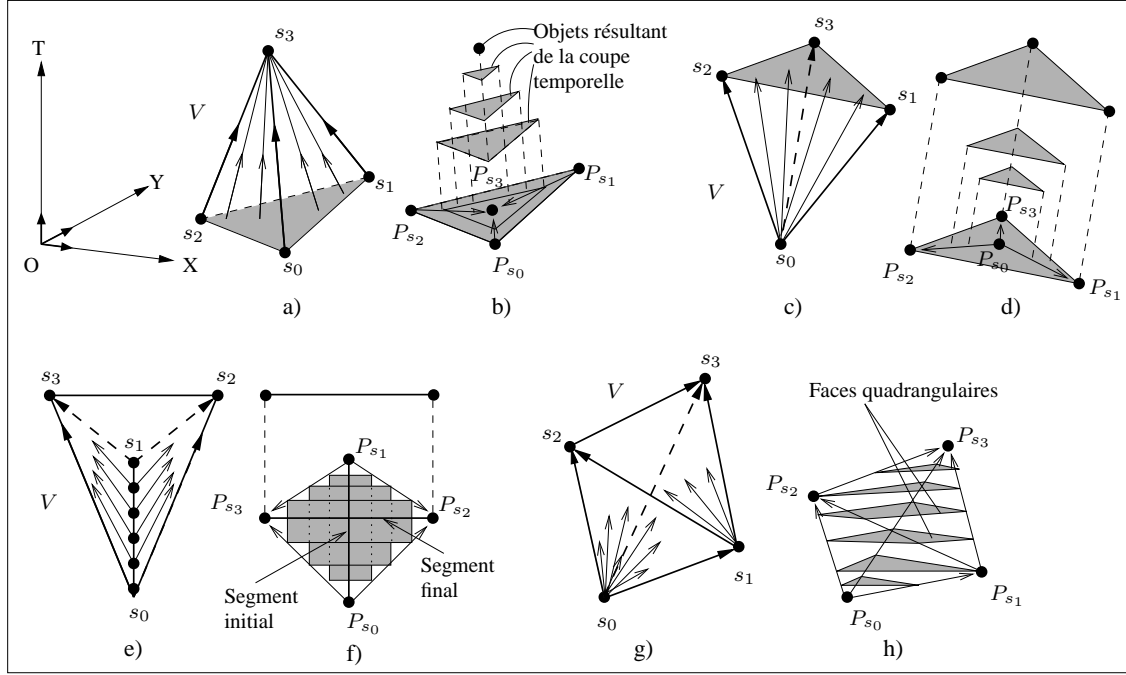 T
Y
X
O
V
s3
s1
s2
s0
a)
Objets résultant
de la coupe
temporelle
Ps3
Ps1
Ps2
Ps0
b)
s3
s2
s1
V
s0
c)
Ps3
Ps2
Ps0
Ps1
d)
s3
s2
s1
V
s0
e)
Ps1
Ps3
Ps2
Segment
initial
Segment
final
Ps0
f)
s3
V
s2
s1
s0
g)
Faces quadrangulaires
Ps3
Ps2
Ps1
Ps0
h)